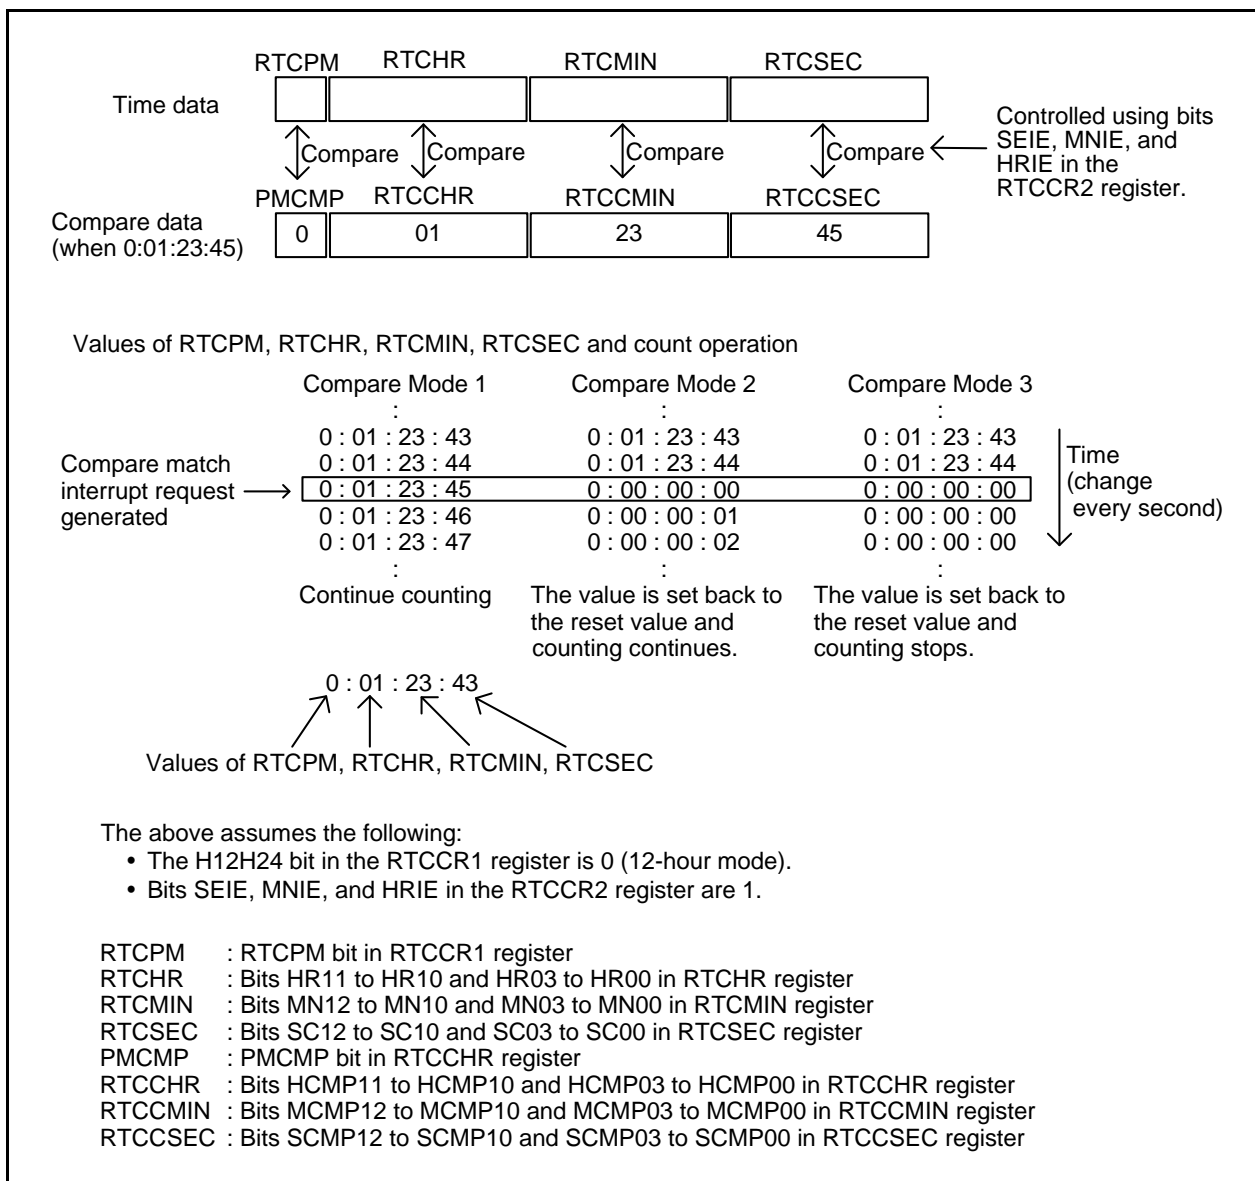 RTCPM RTCHR RTCMIN RTCSEC
Time data
Compare Compare Compare Compare
Controlled using bits
SEIE, MNIE, and
HRIE in the
RTCCR2 register.
PMCMP RTCCHR RTCCMIN RTCCSEC
Compare data
(when 0:01:23:45)
0 01 23 45
Values of RTCPM, RTCHR, RTCMIN, RTCSEC and count operation
Compare Mode 1 Compare Mode 2 Compare Mode 3
: : :
0 : 01 : 23 : 43 0 : 01 : 23 : 43 0 : 01 : 23 : 43
0 : 01 : 23 : 44 0 : 01 : 23 : 44 0 : 01 : 23 : 44
0 : 01 : 23 : 45 0 : 00 : 00 : 00 0 : 00 : 00 : 00
0 : 01 : 23 : 46 0 : 00 : 00 : 01 0 : 00 : 00 : 00
0 : 01 : 23 : 47 0 : 00 : 00 : 02 0 : 00 : 00 : 00
: : :
Compare match
interrupt request
generated
Time
(change
every second)
Continue counting
The value is set back to
the reset value and
counting continues.
The value is set back to
the reset value and
counting stops.
0 : 01 : 23 : 43
Values of RTCPM, RTCHR, RTCMIN, RTCSEC
The above assumes the following:
• The H12H24 bit in the RTCCR1 register is 0 (12-hour mode).
• Bits SEIE, MNIE, and HRIE in the RTCCR2 register are 1.
RTCPM : RTCPM bit in RTCCR1 register
RTCHR : Bits HR11 to HR10 and HR03 to HR00 in RTCHR register
RTCMIN : Bits MN12 to MN10 and MN03 to MN00 in RTCMIN register
RTCSEC : Bits SC12 to SC10 and SC03 to SC00 in RTCSEC register
PMCMP : PMCMP bit in RTCCHR register
RTCCHR : Bits HCMP11 to HCMP10 and HCMP03 to HCMP00 in RTCCHR register
RTCCMIN : Bits MCMP12 to MCMP10 and MCMP03 to MCMP00 in RTCCMIN register
RTCCSEC : Bits SCMP12 to SCMP10 and SCMP03 to SCMP00 in RTCCSEC register